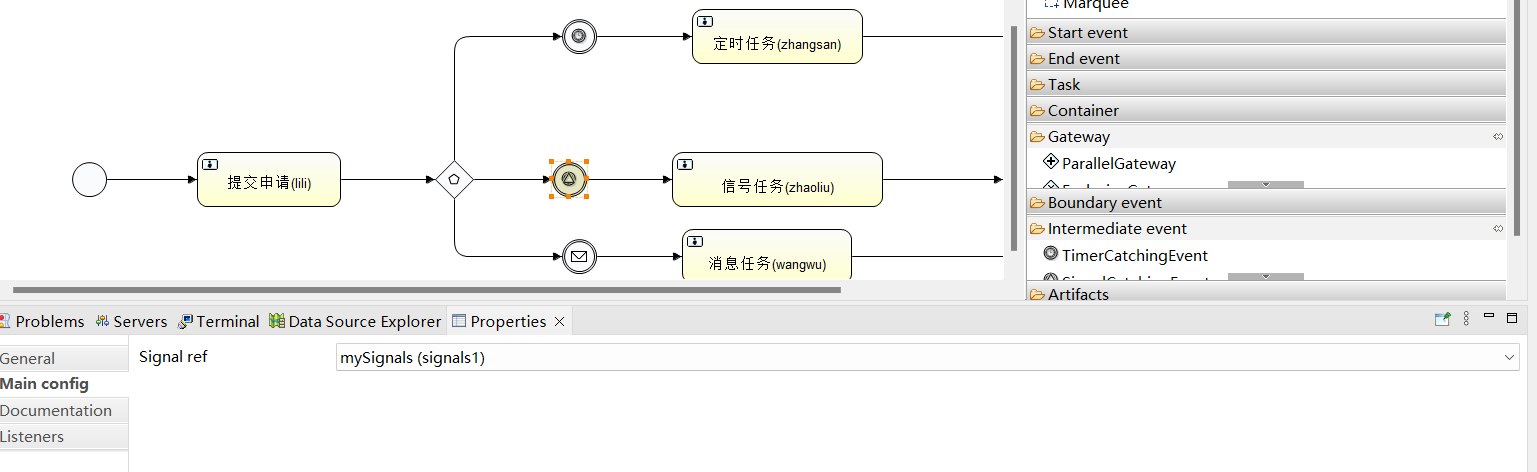 Marquee
Start event
End event
Task
Container
Gateway
ParallelGateway
Boundary event
Intermediate event
TimerCatchingEvent
Artifacts
定时任务(zhangsan)
提交申请(lili)
信号任务(zhaoliu)
消息任务(wangwu)
Problems
Servers
Terminal
Data Source Explorer
Properties
General
Main config
Documentation
Listeners
Signal ref
mySignals (signals1)